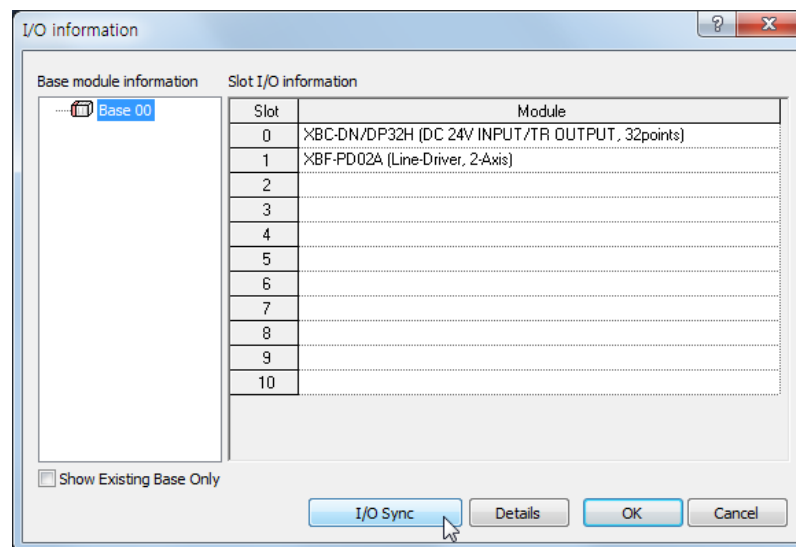 I/O information
Base module information
Slot I/O information
Base 00
Slot Module
0 XBC-DN/DP32H (DC 24V INPUT/TR OUTPUT, 32points)
1 XBF-PD02A (Line-Driver, 2-Axis)
2
3
4
5
6
7
8
9
10
Show Existing Base Only
I/O Sync Details OK Cancel